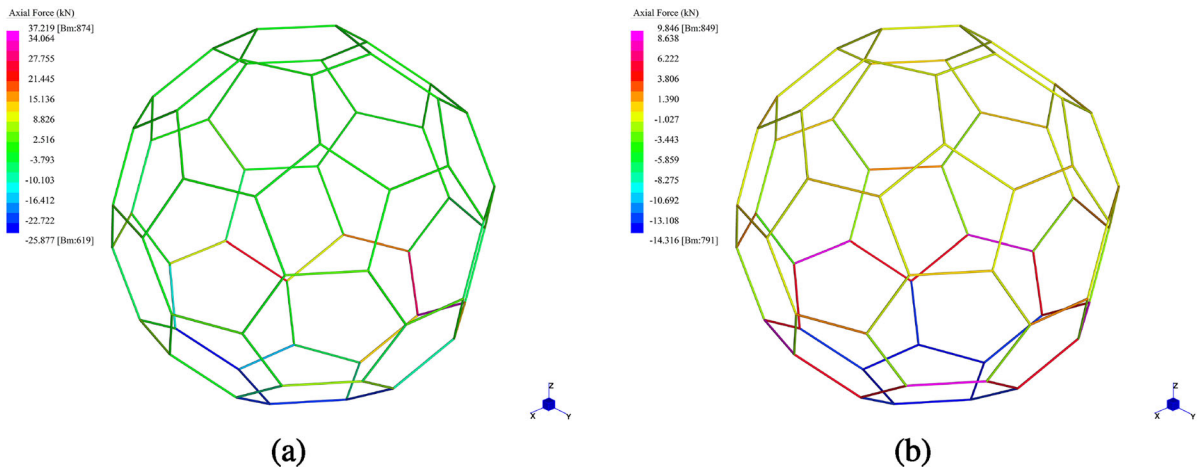 Axial Force (kN)
37.219 [Bm:874]
34.064
27.755
21.445
15.136
8.826
2.516
-3.793
-10.103
-16.412
-22.722
-25.877 [Bm:619]
Z
X Y
(a)
Axial Force (kN)
9.846 [Bm:849]
8.638
6.222
3.806
1.390
-1.027
-3.443
-5.859
-8.275
-10.692
-13.108
-14.316 [Bm:791]
Z
X Y
(b)